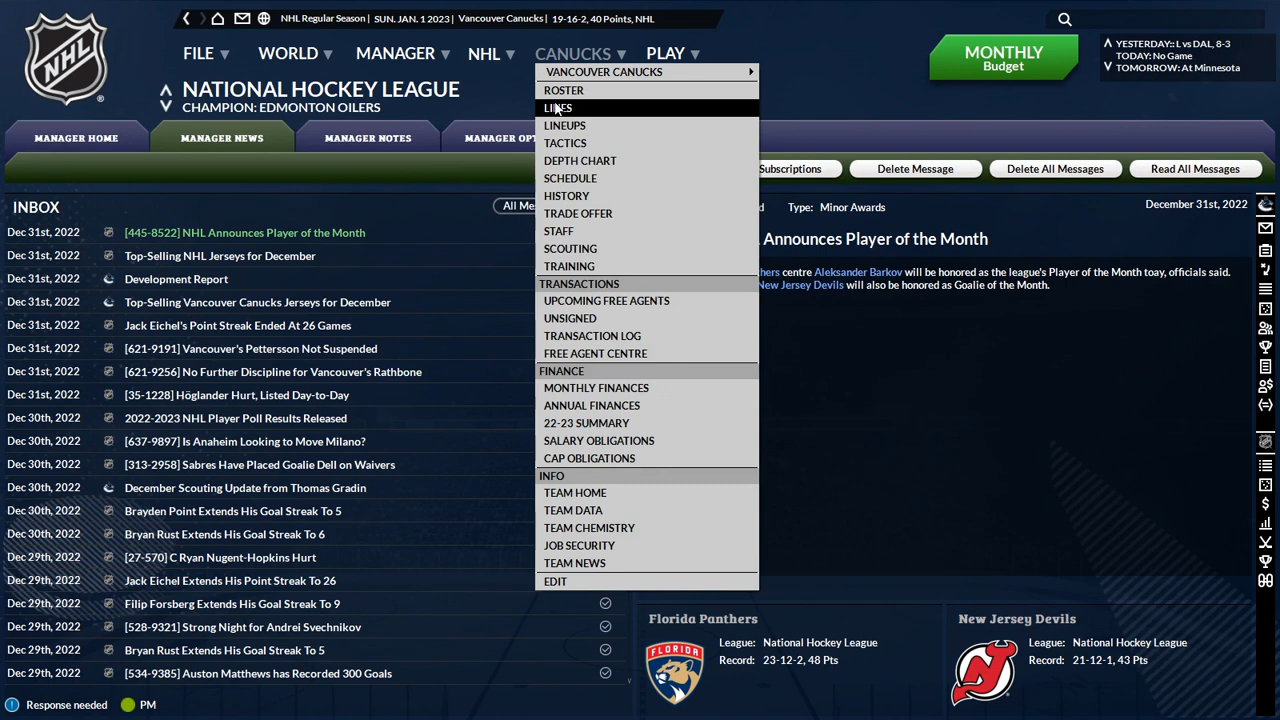 NHL Regular Season | SUN. JAN. 1 2023 | Vancouver Canucks | 19-16-2, 40 Points, NHL
NHL
FILE ▼ WORLD ▼ MANAGER ▼ NHL ▼ CANUCKS ▼ PLAY ▼
MONTHLY
Budget
YESTERDAY:: L vs DAL, 8-3
TODAY: No Game
TOMORROW: At Minnesota
NATIONAL HOCKEY LEAGUE
CHAMPION: EDMONTON OILERS
MANAGER HOME MANAGER NEWS MANAGER NOTES MANAGER OPT
Subscriptions Delete Message Delete All Messages Read All Messages
VANCOUVER CANUCKS
ROSTER
LINES
LINEUPS
TACTICS
DEPTH CHART
SCHEDULE
HISTORY
TRADE OFFER
STAFF
SCOUTING
TRAINING
TRANSACTIONS
UPCOMING FREE AGENTS
UNSIGNED
TRANSACTION LOG
FREE AGENT CENTRE
FINANCE
MONTHLY FINANCES
ANNUAL FINANCES
22-23 SUMMARY
SALARY OBLIGATIONS
CAP OBLIGATIONS
INFO
TEAM HOME
TEAM DATA
TEAM CHEMISTRY
JOB SECURITY
TEAM NEWS
EDIT
INBOX All Me
Dec 31st, 2022 [445-8522] NHL Announces Player of the Month
Dec 31st, 2022 Top-Selling NHL Jerseys for December
Dec 31st, 2022 Development Report
Dec 31st, 2022 Top-Selling Vancouver Canucks Jerseys for December
Dec 31st, 2022 Jack Eichel's Point Streak Ended At 26 Games
Dec 31st, 2022 [621-9191] Vancouver's Pettersson Not Suspended
Dec 31st, 2022 [621-9256] No Further Discipline for Vancouver's Rathbone
Dec 31st, 2022 [35-1228] Höglander Hurt, Listed Day-to-Day
Dec 30th, 2022 2022-2023 NHL Player Poll Results Released
Dec 30th, 2022 [637-9897] Is Anaheim Looking to Move Milano?
Dec 30th, 2022 [313-2958] Sabres Have Placed Goalie Dell on Waivers
Dec 30th, 2022 December Scouting Update from Thomas Gradin
Dec 30th, 2022 Brayden Point Extends His Goal Streak To 5
Dec 30th, 2022 Bryan Rust Extends His Goal Streak To 6
Dec 29th, 2022 [27-570] C Ryan Nugent-Hopkins Hurt
Dec 29th, 2022 Jack Eichel Extends His Point Streak To 26
Dec 29th, 2022 Filip Forsberg Extends His Goal Streak To 9
Dec 29th, 2022 [528-9321] Strong Night for Andrei Svechnikov
Dec 29th, 2022 Bryan Rust Extends His Goal Streak To 5
Dec 29th, 2022 [534-9385] Auston Matthews has Recorded 300 Goals
Response needed PM
d Type: Minor Awards December 31st, 2022
Announces Player of the Month
thers centre Aleksander Barkov will be honored as the league's Player of the Month toay, officials said.
New Jersey Devils will also be honored as Goalie of the Month.
Florida Panthers
FLORIDA
League: National Hockey League
Record: 23-12-2, 48 Pts
New Jersey Devils
League: National Hockey League
Record: 21-12-1, 43 Pts